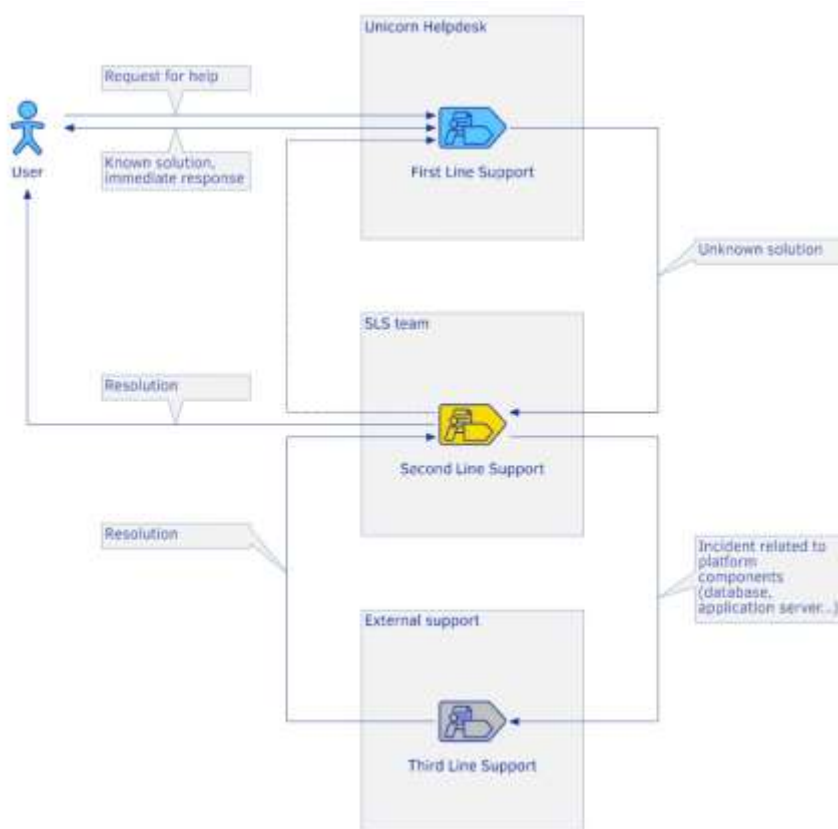 Unicorn Helpdesk
Request for help
User
Known solution,
immediate response
First Line Support
Unknown solution
SLS team
Resolution
Second Line Support
Resolution
Incident related to
platform
components
(database,
application server...)
External support
Third Line Support